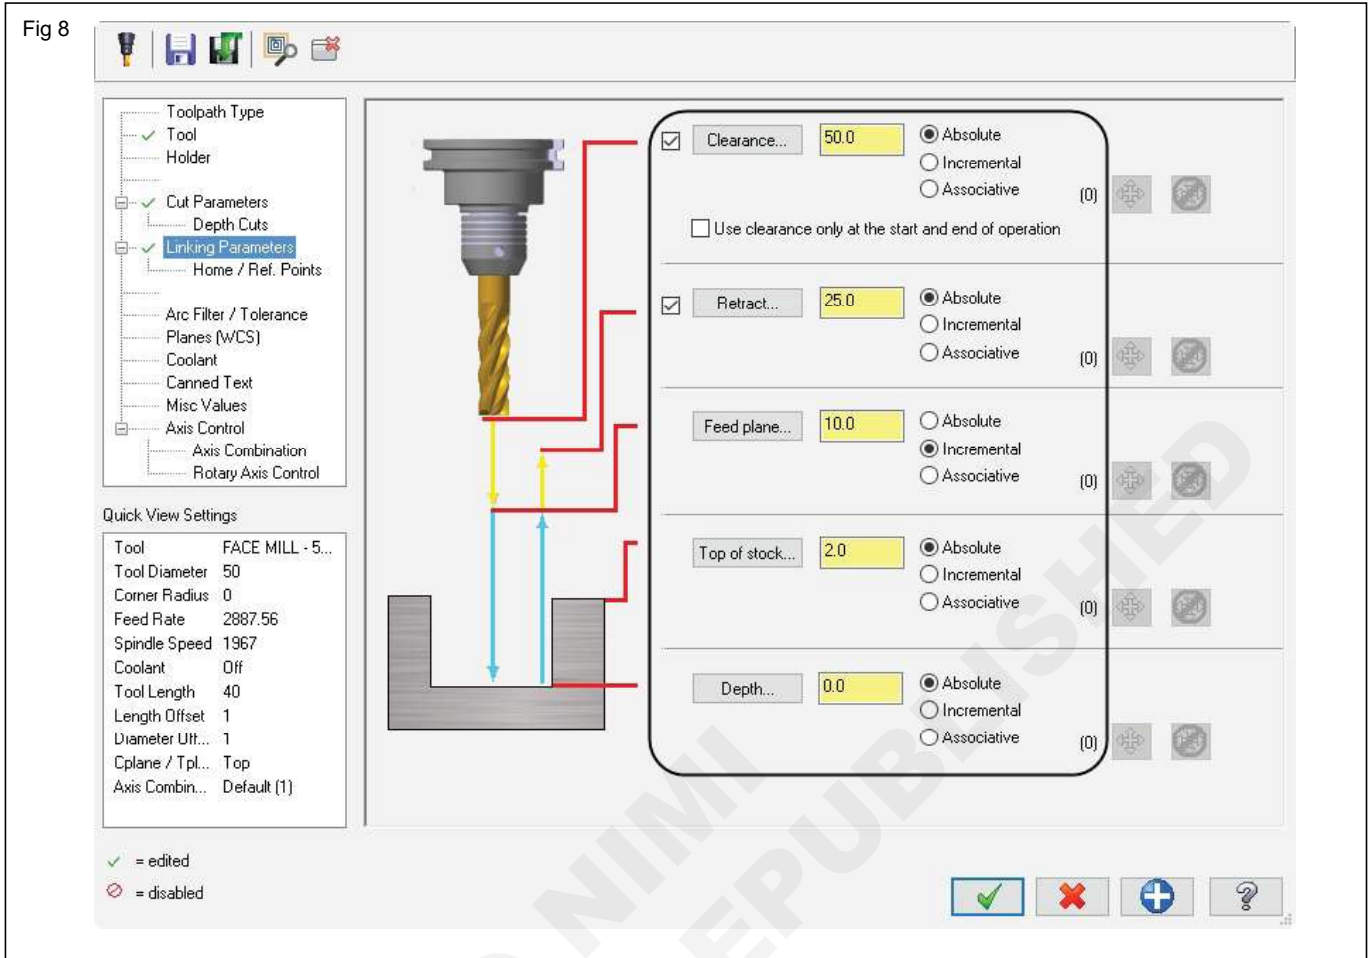 Fig 8
Toolpath Type
Tool
Holder
Cut Parameters
Depth Cuts
Linking Parameters
Home / Ref. Points
Arc Filter / Tolerance
Planes (WCS)
Coolant
Canned Text
Misc Values
Axis Control
Axis Combination
Rotary Axis Control
Quick View Settings
Tool FACE MILL - 5...
Tool Diameter 50
Corner Radius 0
Feed Rate 2887.56
Spindle Speed 1967
Coolant Off
Tool Length 40
Length Offset 1
Diameter Off... 1
Cplane / Tpl... Top
Axis Combin... Default (1)
✓ = edited
= disabled
Clearance... 50.0 Absolute
Incremental
Associative (0)
Use clearance only at the start and end of operation
Retract... 25.0 Absolute
Incremental
Associative (0)
Feed plane... 10.0 Absolute
Incremental
Associative (0)
Top of stock... 2.0 Absolute
Incremental
Associative (0)
Depth... 0.0 Absolute
Incremental
Associative (0)
NIMI
EPUBLISHED